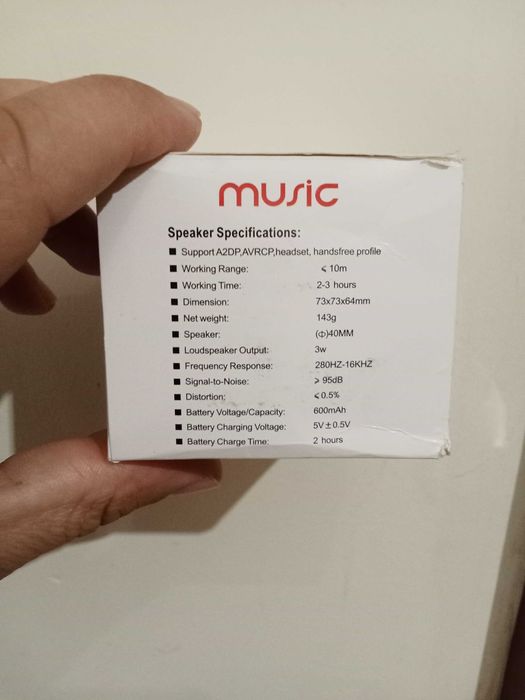 music
Speaker Specifications:
■ Support A2DP,AVRCP,headset, handsfree profile
■ Working Range: ⩽ 10m
■ Working Time: 2-3 hours
■ Dimension: 73x73x64mm
■ Net weight: 143g
■ Speaker: (Φ)40MM
■ Loudspeaker Output: 3w
■ Frequency Response: 280HZ-16KHZ
■ Signal-to-Noise: ⩾ 95dB
■ Distortion: ⩽0.5%
■ Battery Voltage/Capacity: 600mAh
■ Battery Charging Voltage: 5V±0.5V
■ Battery Charge Time: 2 hours